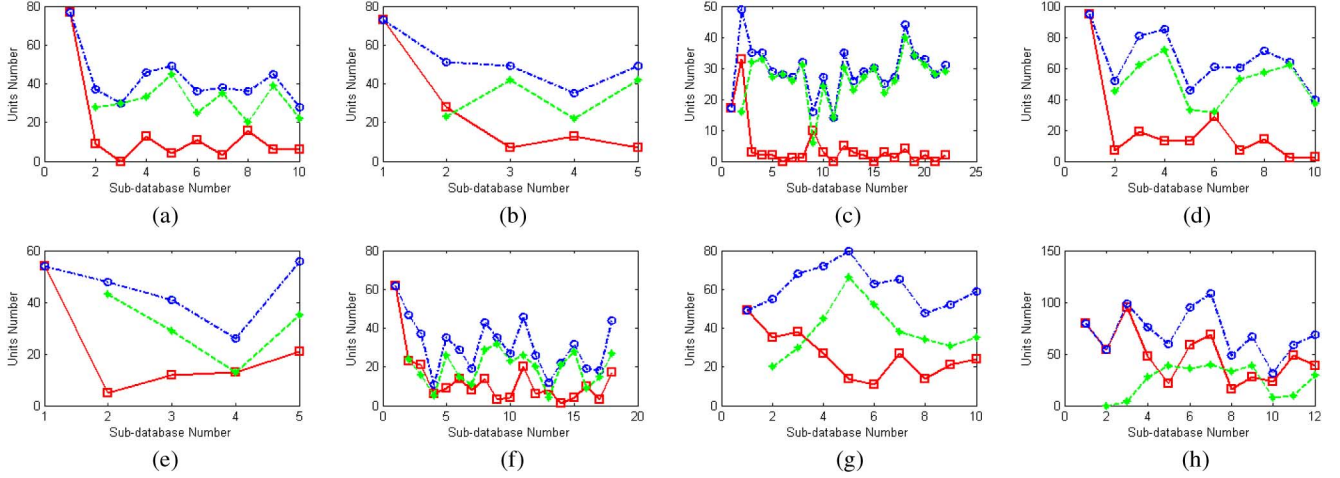 Units Number
80
60
40
20
0
0 2 4 6 8 10
Sub-database Number
(a)
Units Number
80
60
40
20
0
1 2 3 4 5
Sub-database Number
(b)
Units Number
50
40
30
20
10
0
0 5 10 15 20 25
Sub-database Number
(c)
Units Number
100
80
60
40
20
0
0 2 4 6 8 10
Sub-database Number
(d)
Units Number
60
40
20
0
1 2 3 4 5
Sub-database Number
(e)
Units Number
80
60
40
20
0
0 5 10 15 20
Sub-database Number
(f)
Units Number
80
60
40
20
0
0 2 4 6 8 10
Sub-database Number
(g)
Units Number
150
100
50
0
0 2 4 6 8 10 12
Sub-database Number
(h)